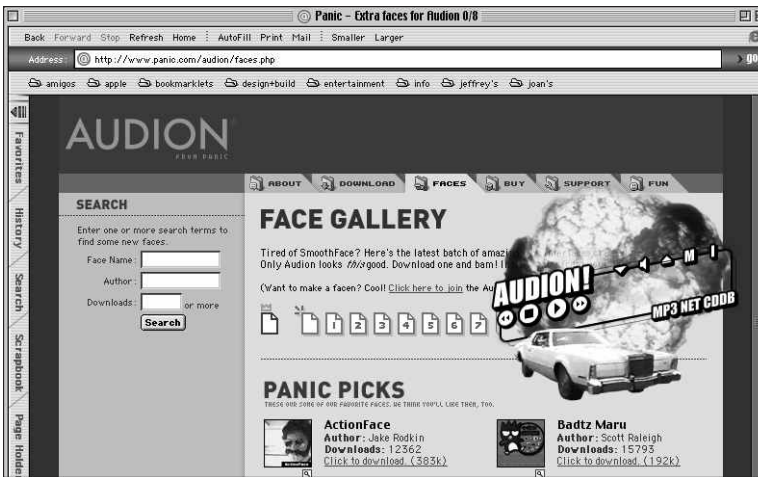 Panic – Extra faces for Audion 0/8
Back Forward Stop Refresh Home AutoFill Print Mail Smaller Larger
Address: http://www.panic.com/audion/faces.php go
amigos apple bookmarklets design+build entertainment info jeffrey's joan's
Favorites
History
Search
Scrapbook
Page Holder
AUDION
FROM PANIC
ABOUT DOWNLOAD FACES BUY SUPPORT FUN
SEARCH
Enter one or more search terms to
find some new faces.
Face Name:
Author:
Downloads: or more
Search
FACE GALLERY
Tired of SmoothFace? Here's the latest batch of amazi
Only Audion looks this good. Download one and bam! I
(Want to make a facen? Cool! Click here to join the Au
1 2 3 4 5 6 7
AUDION!
M I
MP3 NET CDDB
PANIC PICKS
THESE ARE SOME OF OUR FAVORITE FACES. WE THINK YOU'LL LIKE THEM, TOO.
ActionFace
Author: Jake Rodkin
Downloads: 12362
Click to download. (383k)
ActionFace
Badtz Maru
Author: Scott Raleigh
Downloads: 15793
Click to download. (192k)